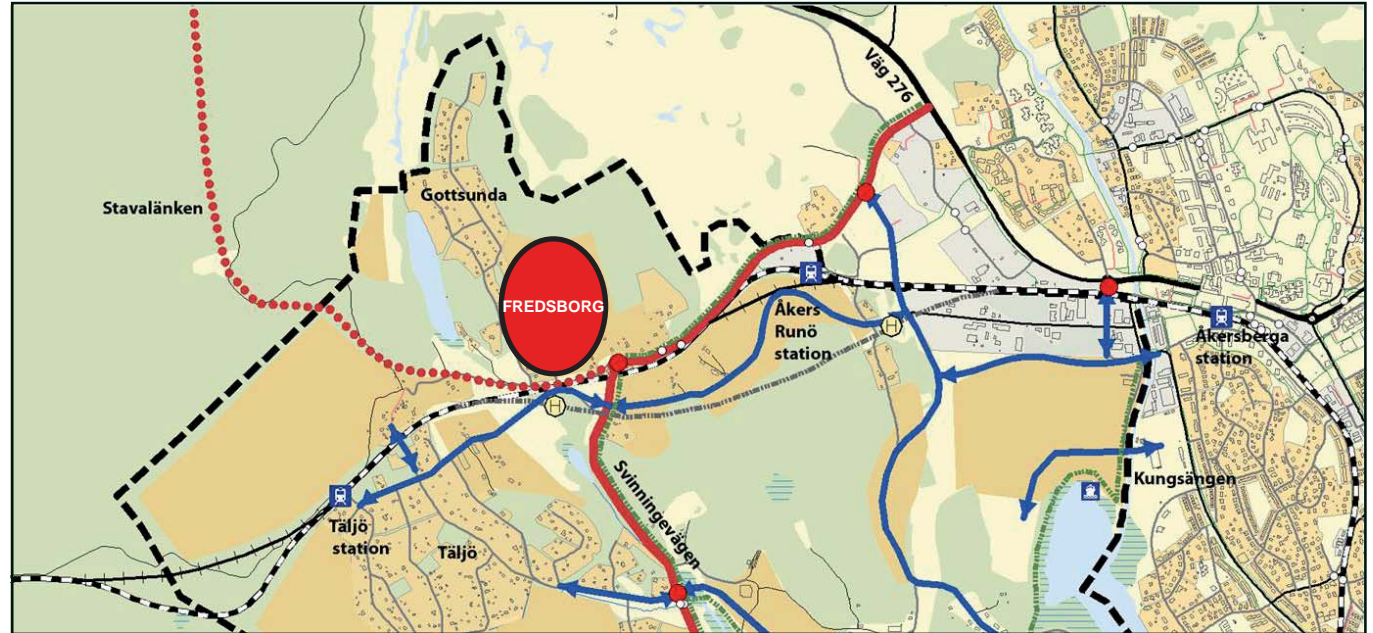 Väg 276
Gottsunda
Stavalänken
FREDSBORG
Åkers
Runö
station
H
Åkersberga
station
H
Svinningevägen
Kungsängen
Täljö
station
Täljö